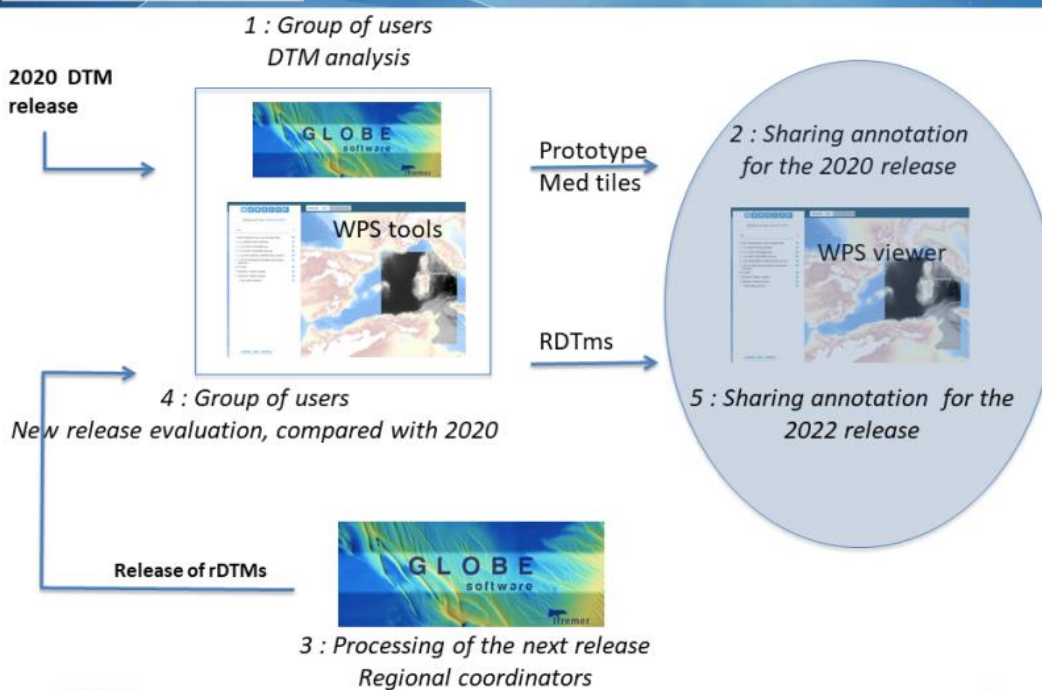 1 : Group of users
DTM analysis
2020 DTM
release
GLOBE
software
Ifremer
WPS tools
Prototype
Med tiles
RDTms
2 : Sharing annotation
for the 2020 release
WPS viewer
5 : Sharing annotation for the
2022 release
4 : Group of users
New release evaluation, compared with 2020
Release of rDTMs
GLOBE
software
Ifremer
3 : Processing of the next release
Regional coordinators